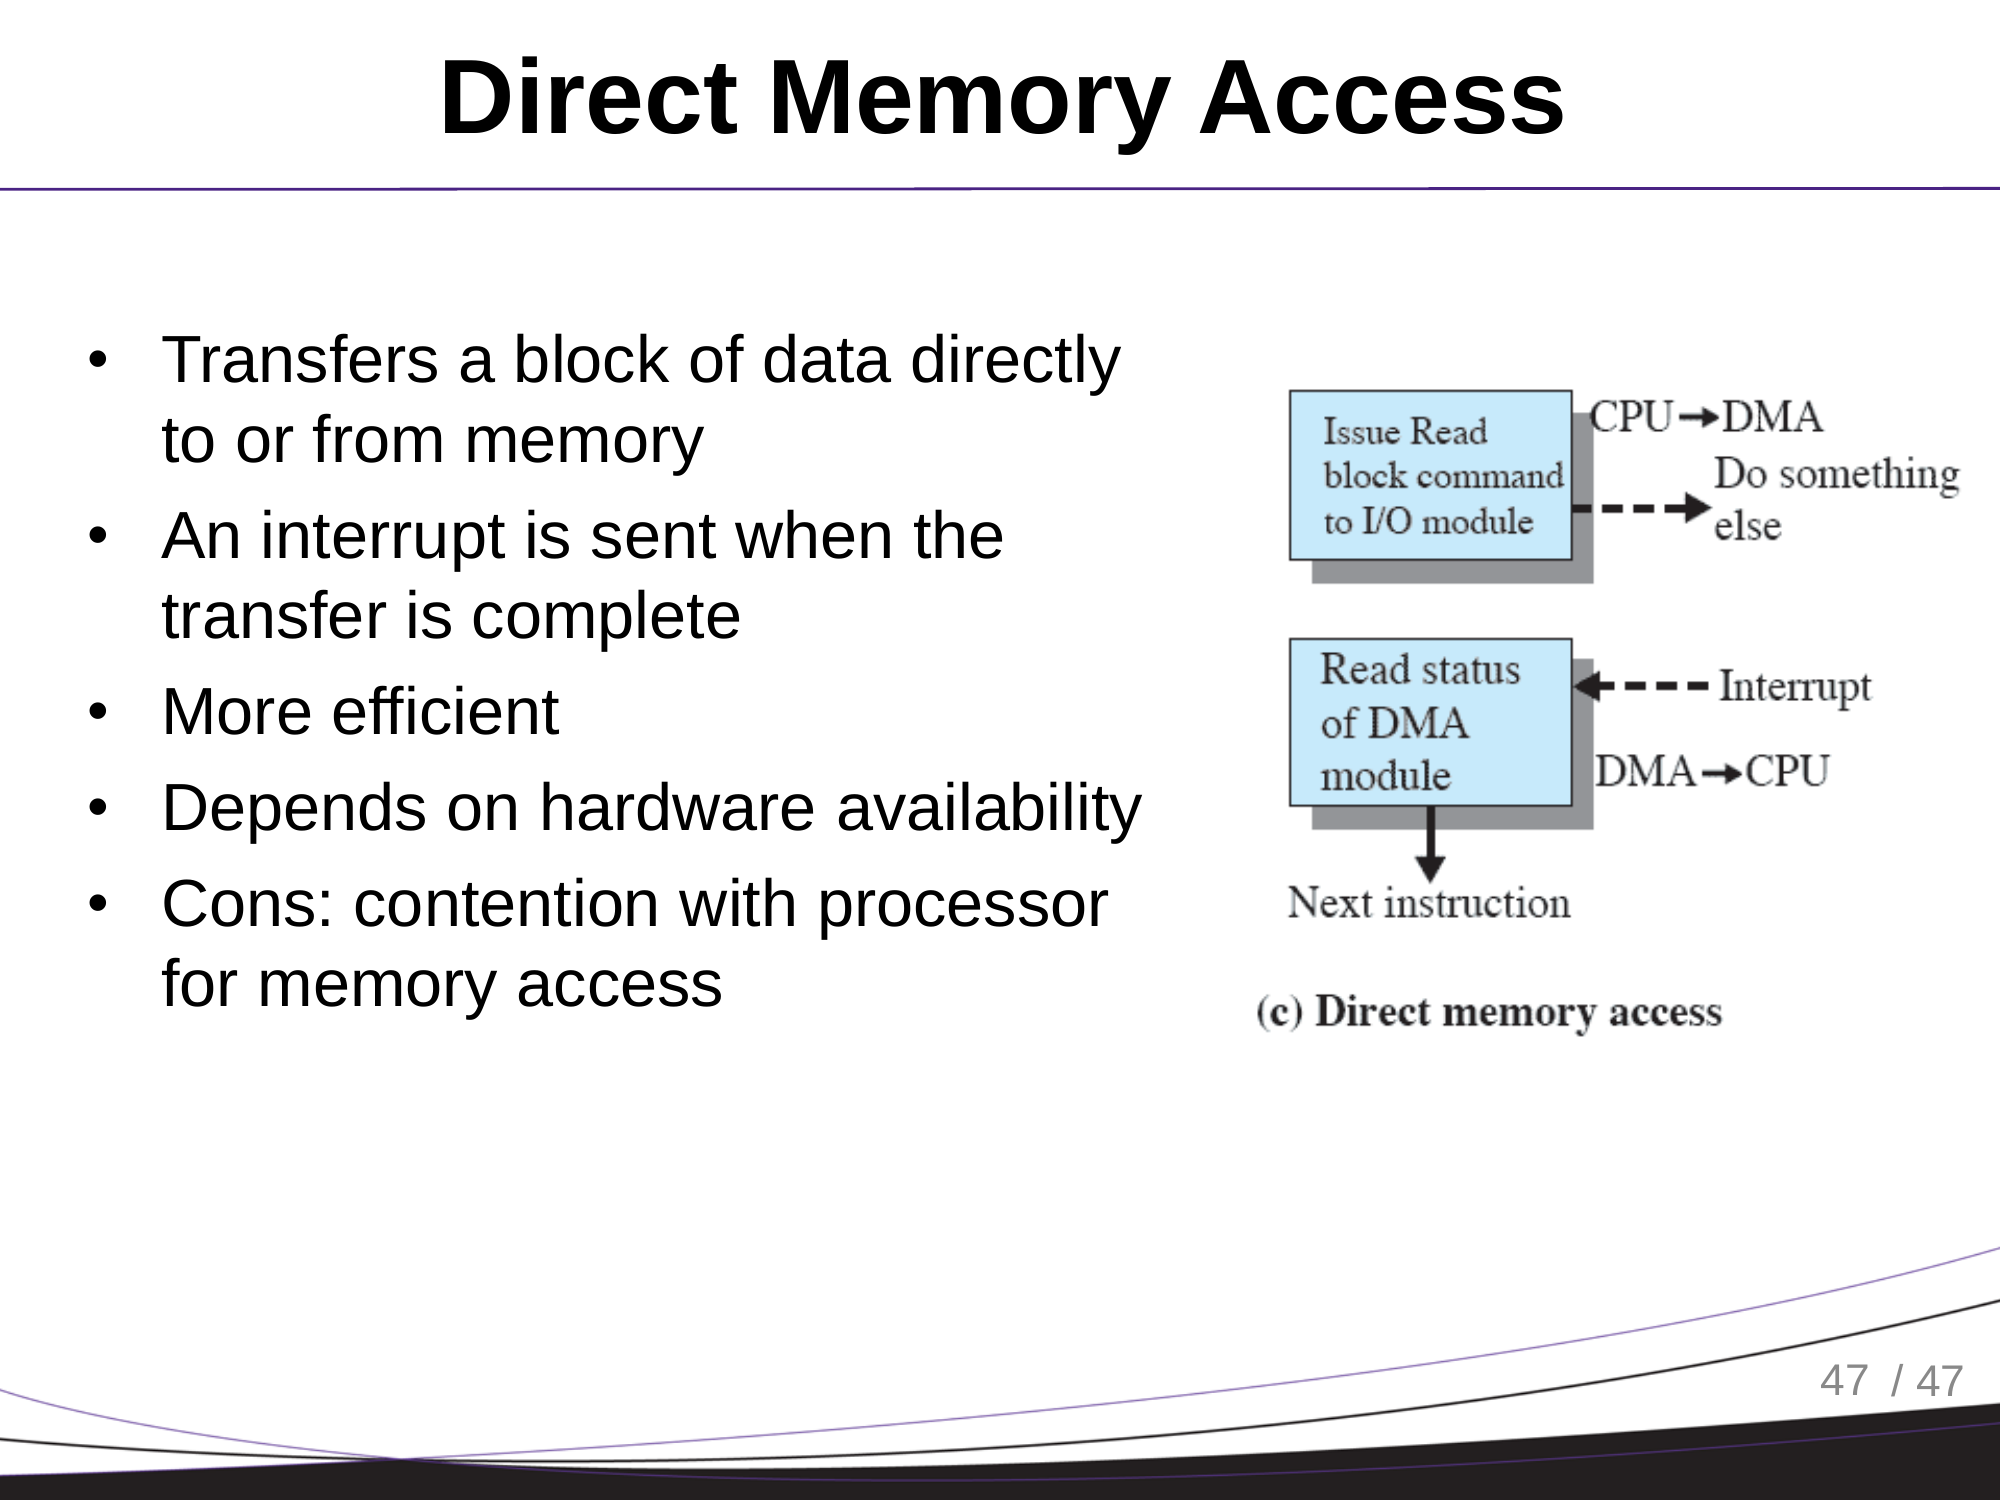 Direct Memory Access
• Transfers a block of data directly
to or from memory
• An interrupt is sent when the
transfer is complete
• More efficient
• Depends on hardware availability
• Cons: contention with processor
for memory access
Issue Read
block command
to I/O module
CPU→DMA
Do something
else
Read status
of DMA
module
Interrupt
DMA→CPU
Next instruction
(c) Direct memory access
47 / 47